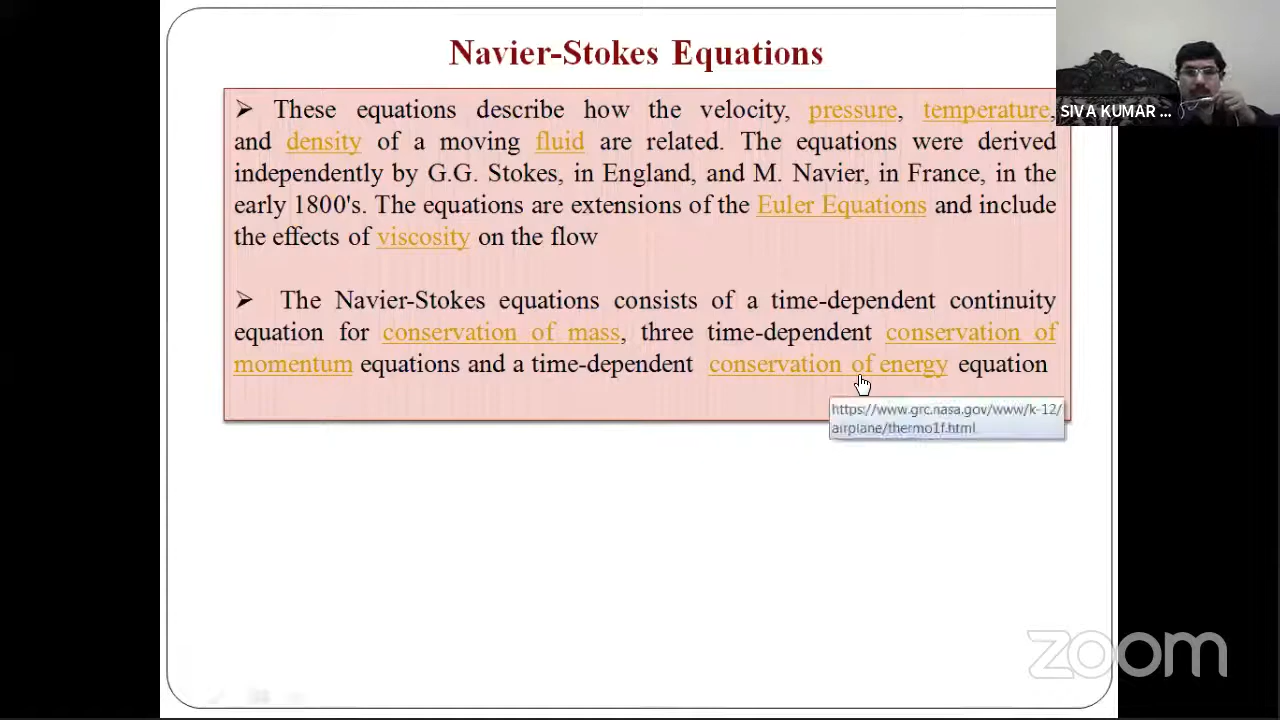 Navier-Stokes Equations
➢ These equations describe how the velocity, pressure, temperature,
and density of a moving fluid are related. The equations were derived
independently by G.G. Stokes, in England, and M. Navier, in France, in the
early 1800's. The equations are extensions of the Euler Equations and include
the effects of viscosity on the flow
➢ The Navier-Stokes equations consists of a time-dependent continuity
equation for conservation of mass, three time-dependent conservation of
momentum equations and a time-dependent conservation of energy equation
https://www.grc.nasa.gov/www/k-12/
airplane/thermo1f.html
SIVA KUMAR ...
zoom